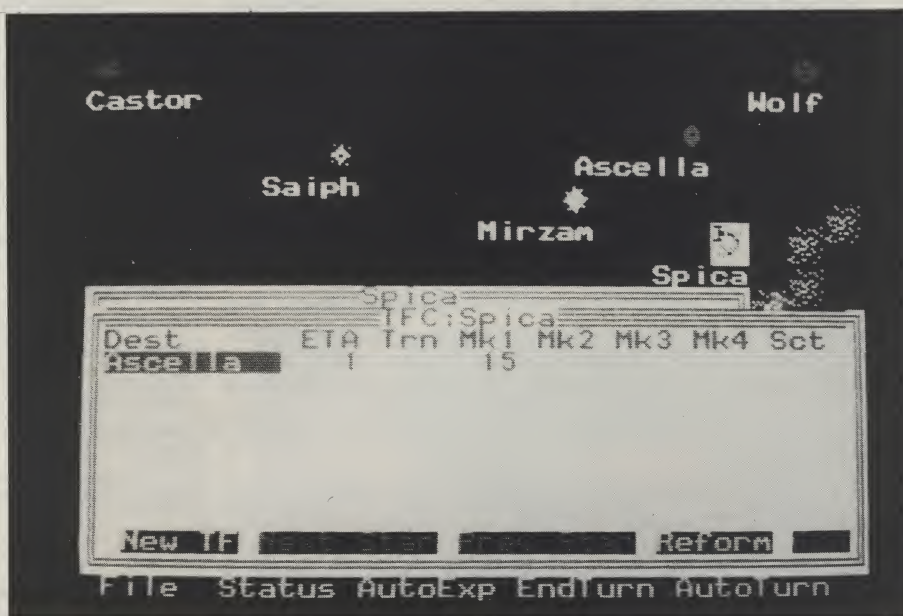 Castor
Wolf
Ascella
Saiph
Mirzam
Spica
Spica
TFC:Spica
Dest ETA Trn Mk1 Mk2 Mk3 Mk4 Sct
Ascella 1 15
New TF Reform
File Status AutoExp EndTurn AutoTurn